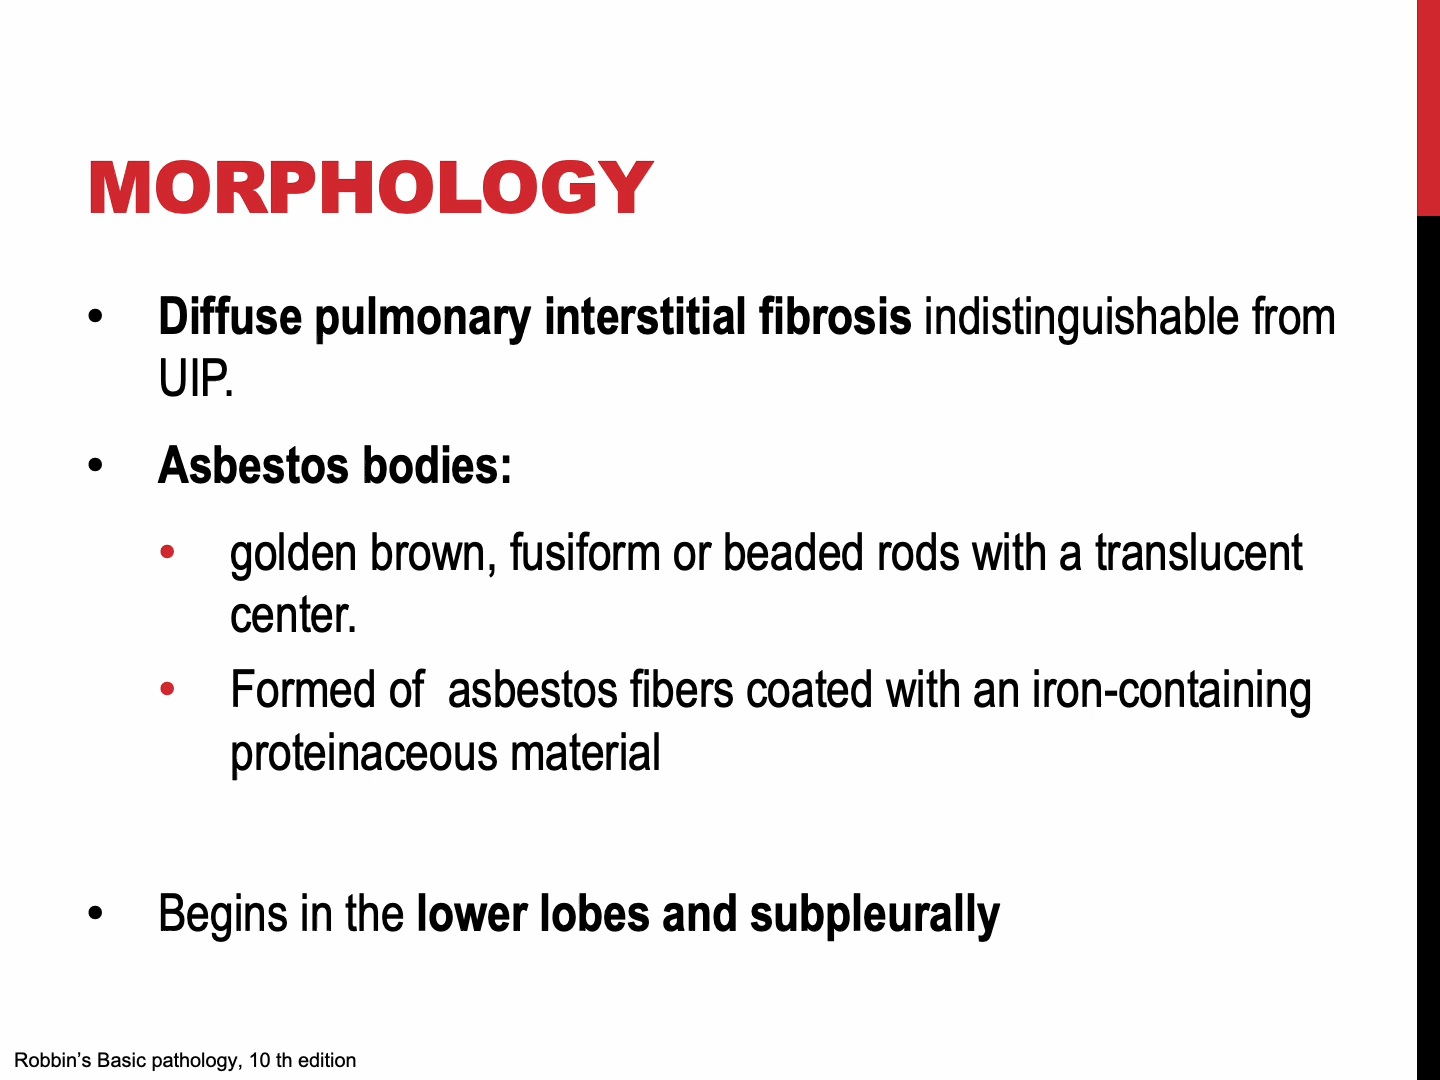 MORPHOLOGY
• Diffuse pulmonary interstitial fibrosis indistinguishable from
UIP.
• Asbestos bodies:
• golden brown, fusiform or beaded rods with a translucent
center.
• Formed of  asbestos fibers coated with an iron-containing
proteinaceous material
• Begins in the lower lobes and subpleurally
Robbin’s Basic pathology, 10 th edition